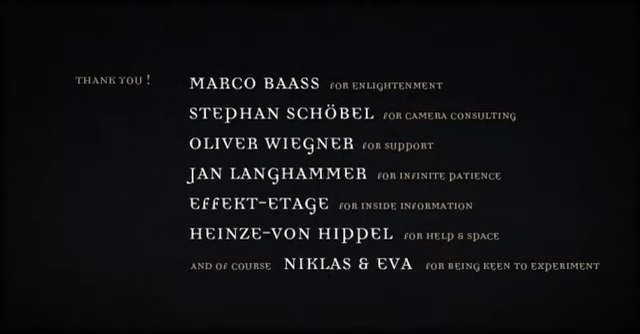 THANK YOU! MARCO BAASS FOR ENLIGHTENMENT
STEPHAN SCHÖBEL FOR CAMERA CONSULTING
OLIVER WIEGNER FOR SUPPORT
JAN LANGHAMMER FOR INFINITE PATIENCE
EFFEKT-ETAGE FOR INSIDE INFORMATION
HEINZE-VON HIPPEL FOR HELP & SPACE
AND OF COURSE NIKLAS & EVA FOR BEING KEEN TO EXPERIMENT